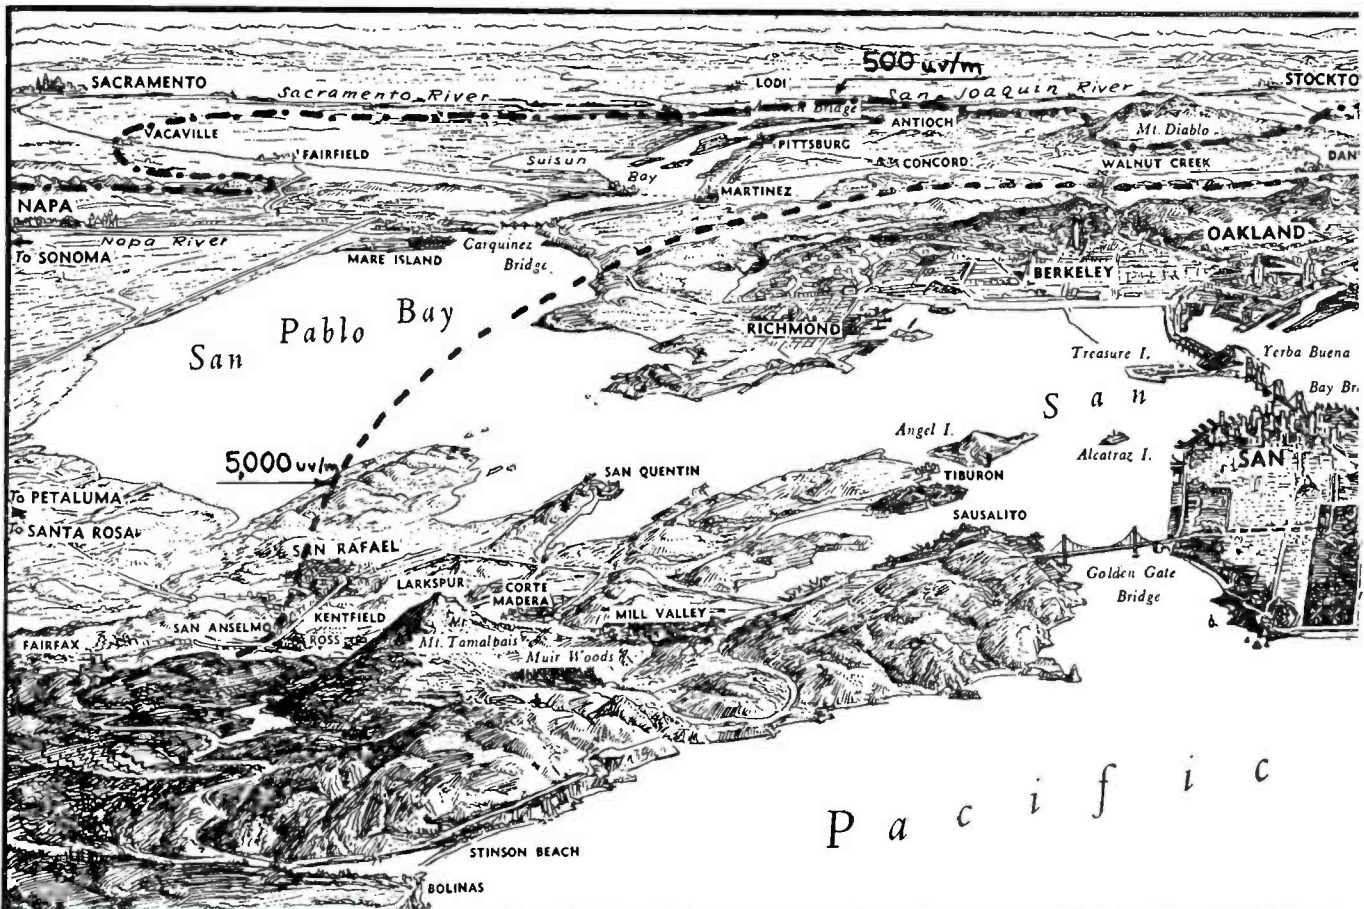 500 uv/m
SACRAMENTO
LODI
STOCKTO
Sacramento River
San Joaquin River
Antioch Bridge
ANTIOCH
VACAVILLE
Mt. Diablo
PITTSBURG
FAIRFIELD
Suisun
Bay
CONCORD
WALNUT CREEK
DAN
MARTINEZ
NAPA
Napa River
To SONOMA
MARE ISLAND
Carquinez
Bridge
OAKLAND
BERKELEY
San Pablo Bay
RICHMOND
Treasure I.
Yerba Buena
Bay Br
San
Angel I.
Alcatraz I.
SAN
5,000 uv/m
SAN QUENTIN
TIBURON
To PETALUMA
To SANTA ROSA
SAUSALITO
SAN RAFAEL
Golden Gate
Bridge
LARKSPUR
CORTE
MADERA
MILL VALLEY
KENTFIELD
SAN ANSELMO
ROSS
FAIRFAX
Mt.
Mt. Tamalpais
Muir Woods
Pacific
STINSON BEACH
BOLINAS